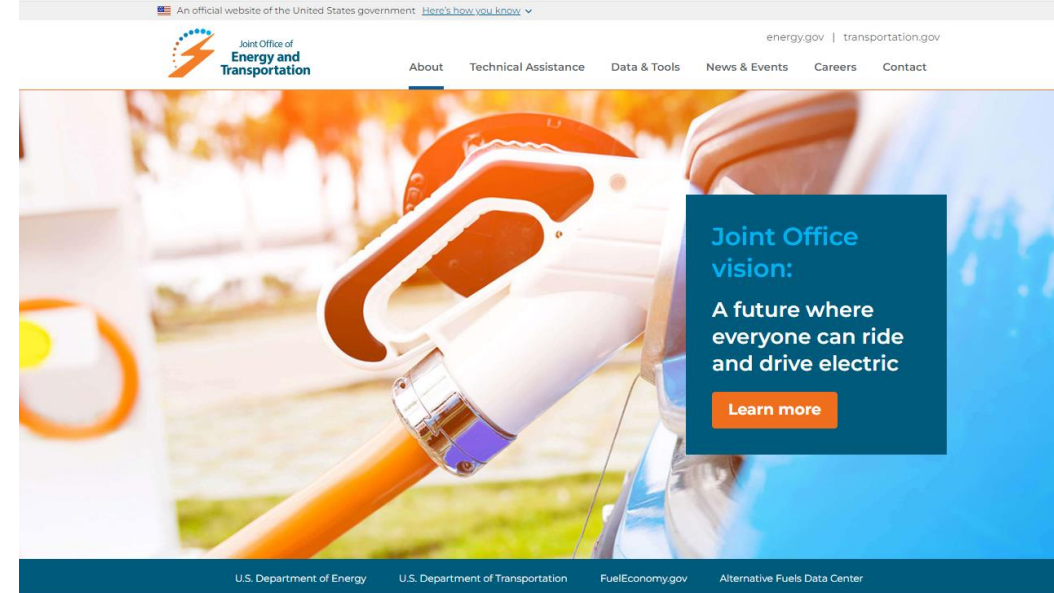 An official website of the United States government Here's how you know
energy.gov | transportation.gov
Joint Office of
Energy and
Transportation
About Technical Assistance Data & Tools News & Events Careers Contact
Joint Office
vision:
A future where
everyone can ride
and drive electric
Learn more
U.S. Department of Energy U.S. Department of Transportation FuelEconomy.gov Alternative Fuels Data Center